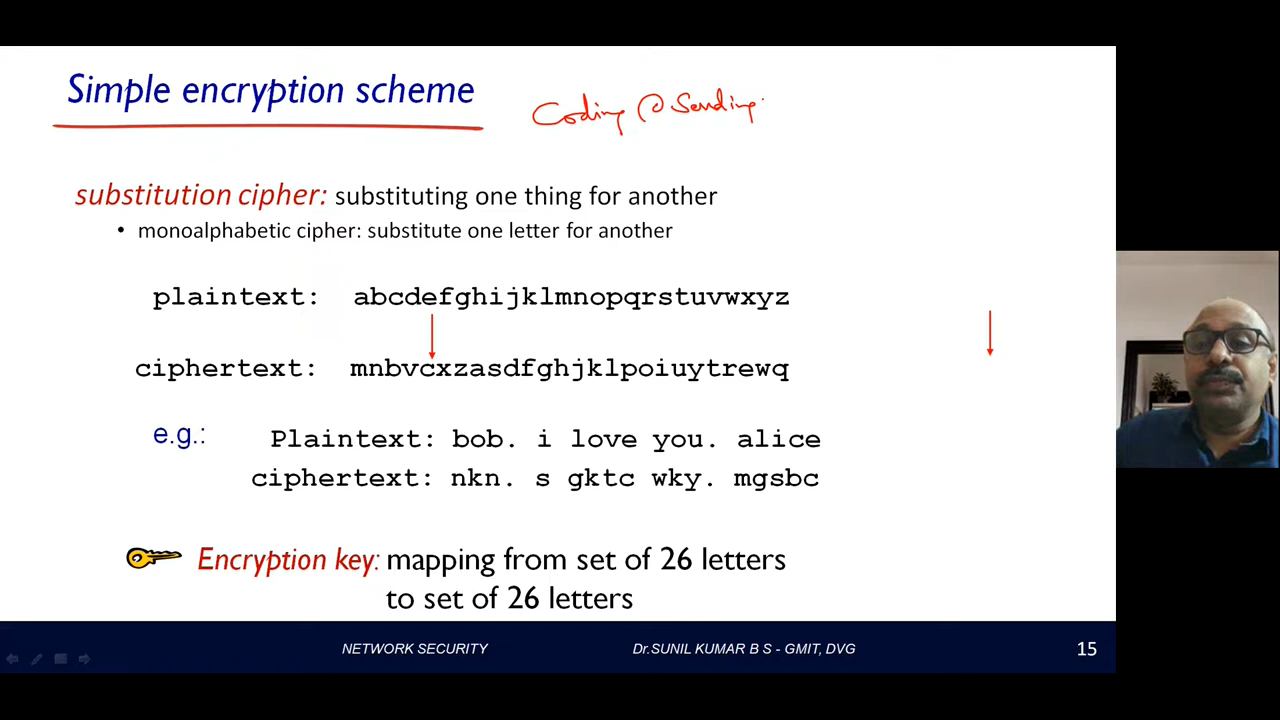 Simple encryption scheme
Coding @ Sending.
substitution cipher: substituting one thing for another
• monoalphabetic cipher: substitute one letter for another
plaintext: abcdefghijklmnopqrstuvwxyz
ciphertext: mnbvcxzasdfghjklpoiuytrewq
e.g.: Plaintext: bob. i love you. alice
ciphertext: nkn. s gktc wky. mgsbc
Encryption key: mapping from set of 26 letters
to set of 26 letters
NETWORK SECURITY Dr.SUNIL KUMAR B S - GMIT, DVG 15